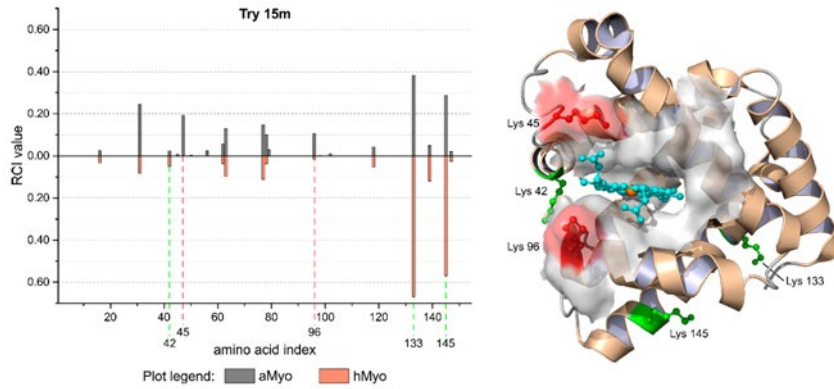 Try 15m
0.60
0.40
0.20
0.00
0.20
0.40
0.60
RCI value
20
40
60
80
100
120
140
42
45
96
133
145
amino acid index
Plot legend:
aMyo
hMyo
Lys 45
Lys 42
Lys 96
Lys 133
Lys 145